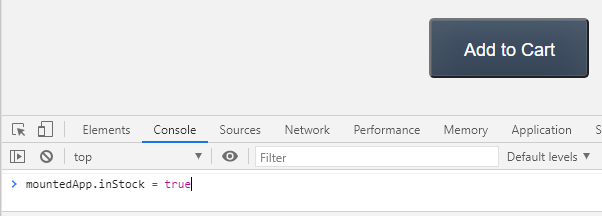 Add to Cart
Elements Console Sources Network Performance Memory Application S
top Filter Default levels
> mountedApp.inStock = true